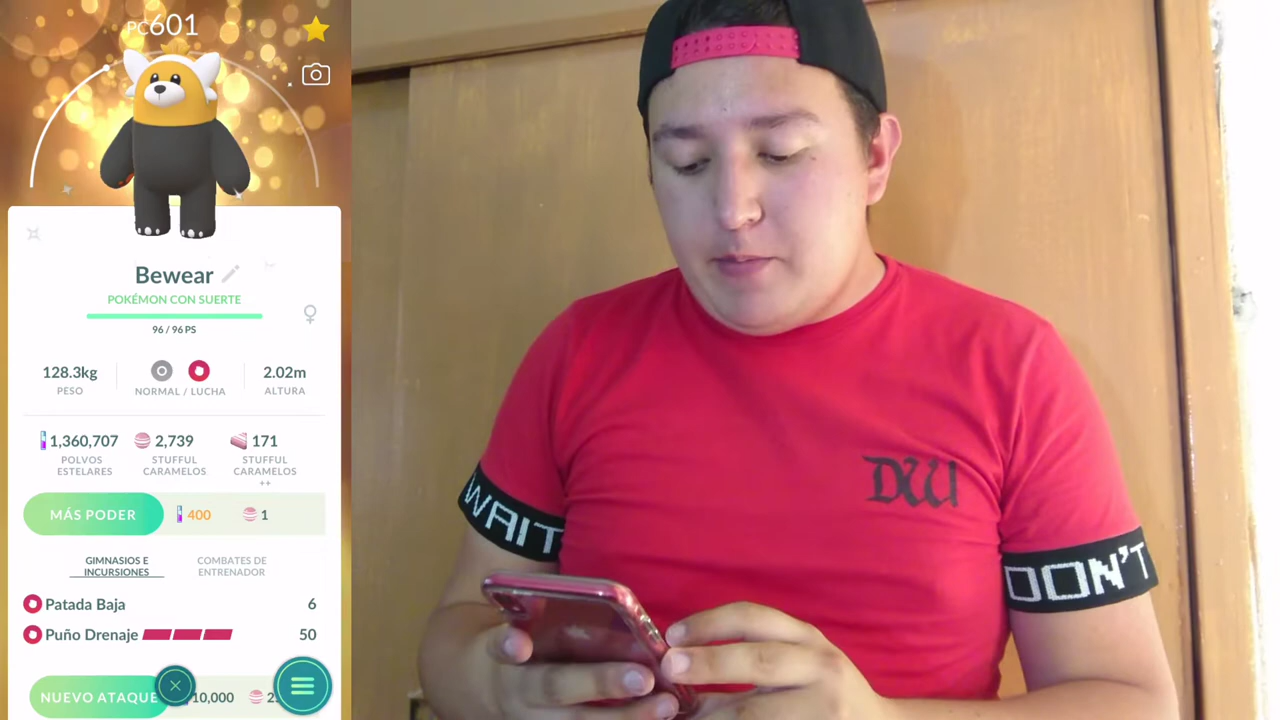 PC601
Bewear
POKÉMON CON SUERTE
96 / 96 PS
128.3kg
PESO
NORMAL / LUCHA
2.02m
ALTURA
1,360,707
POLVOS
ESTELARES
2,739
STUFFUL
CARAMELOS
171
STUFFUL
CARAMELOS
++
MÁS PODER
400
1
GIMNASIOS E
INCURSIONES
COMBATES DE
ENTRENADOR
Patada Baja 6
Puño Drenaje 50
NUEVO ATAQUE
10,000
DW
WAIT
DON'T